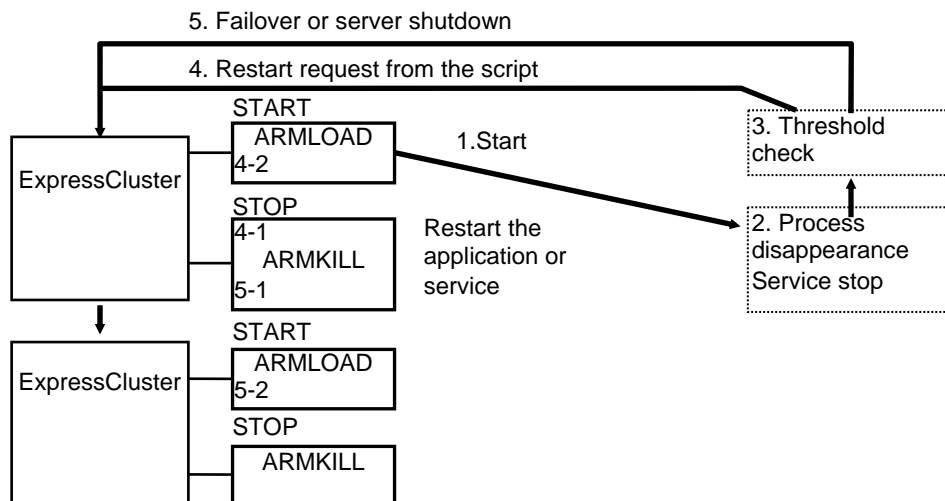 5. Failover or server shutdown
4. Restart request from the script
START
ARMLOAD
4-2
1.Start
3. Threshold
check
ExpressCluster
STOP
4-1
ARMKILL
5-1
Restart the
application or
service
2. Process
disappearance
Service stop
START
ARMLOAD
5-2
ExpressCluster
STOP
ARMKILL